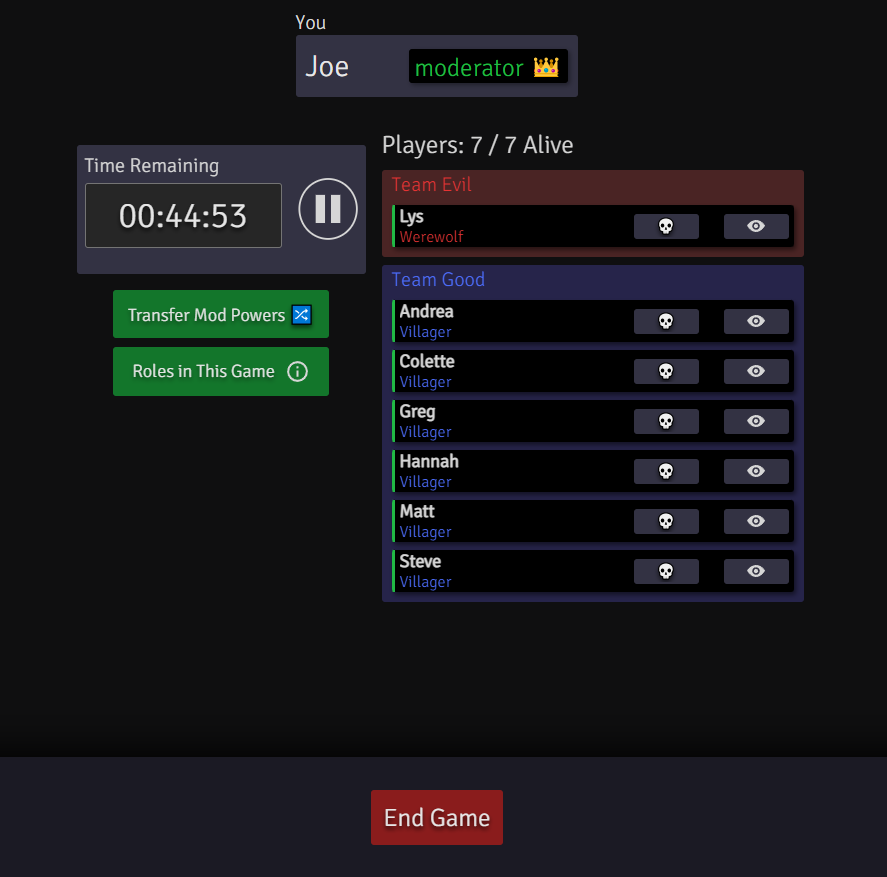 You
Joe
moderator 👑
Time Remaining
00:44:53
Transfer Mod Powers
Roles in This Game
Players: 7 / 7 Alive
Team Evil
Lys
Werewolf
Team Good
Andrea
Villager
Colette
Villager
Greg
Villager
Hannah
Villager
Matt
Villager
Steve
Villager
End Game